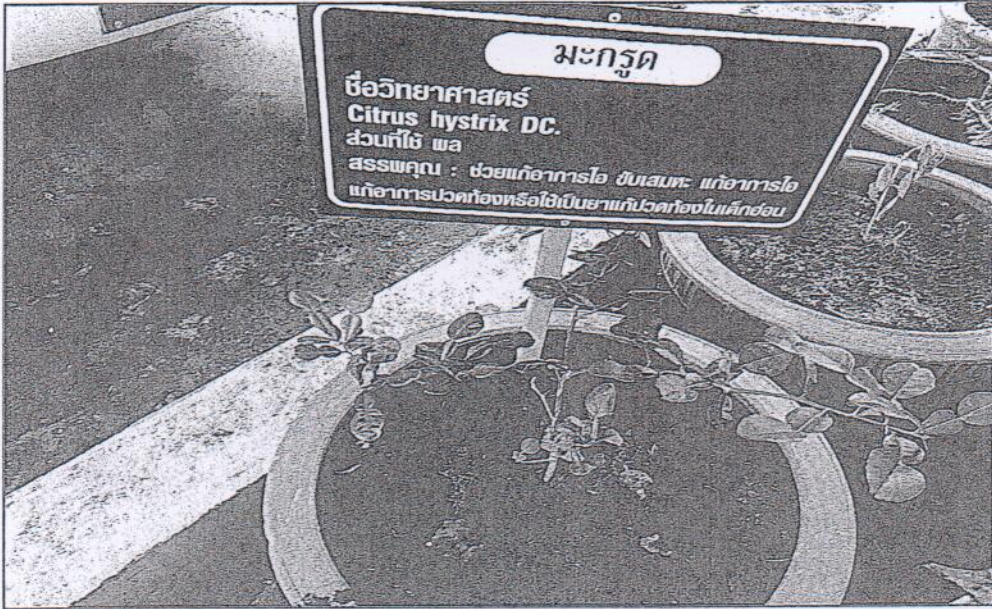 มะกรูด
ชื่อวิทยาศาสตร์
Citrus hystrix DC.
ส่วนที่ใช้ ผล
สรรพคุณ : ช่วยแก้อาการไอ ขับเสมหะ แก้อาการไอ
แก้อาการปวดท้องหรือใช้เป็นยาแก้ปวดท้องในเด็กอ่อน